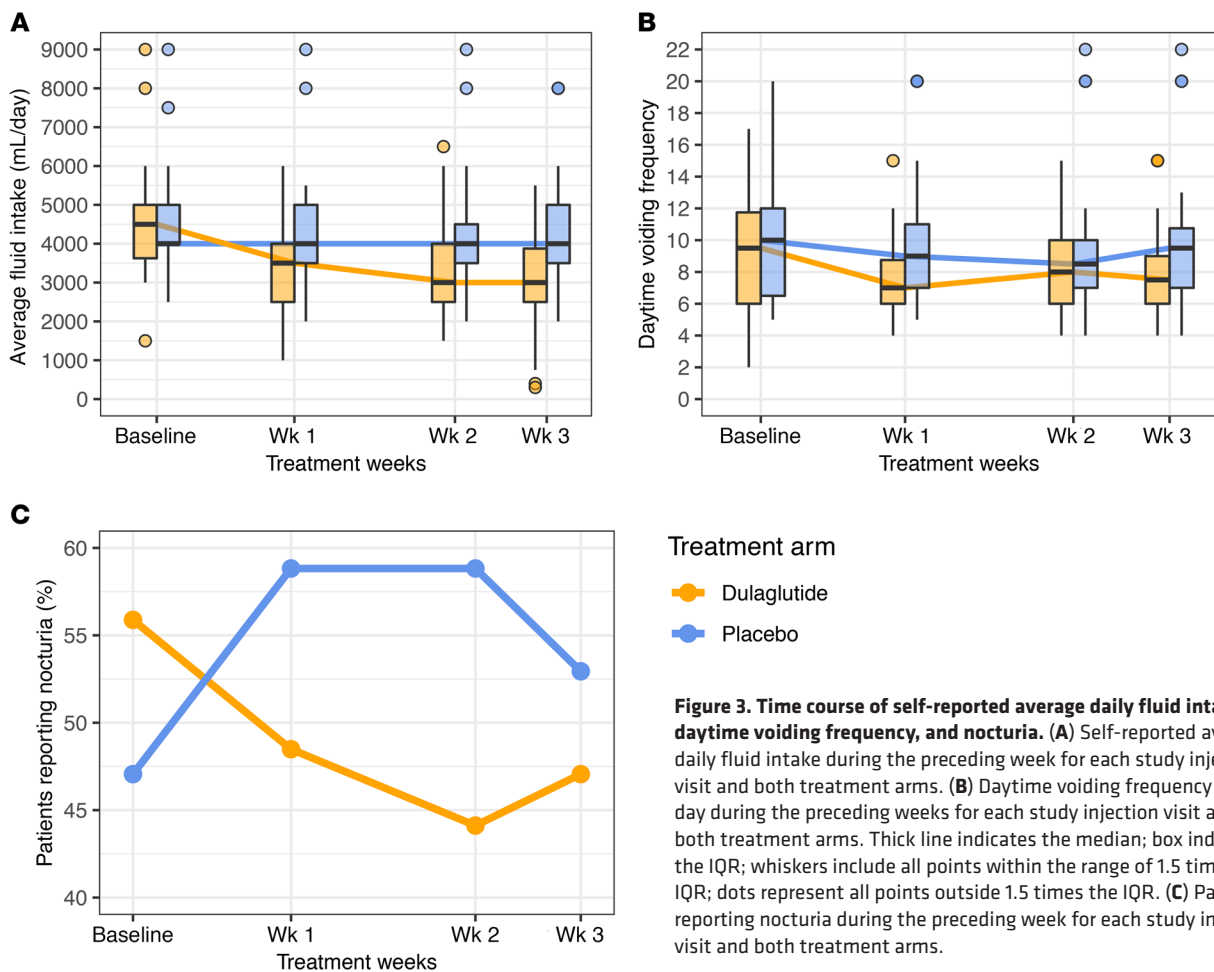 A
Average fluid intake (mL/day)
9000
8000
7000
6000
5000
4000
3000
2000
1000
0
Baseline
Wk 1
Wk 2
Wk 3
Treatment weeks
B
Daytime voiding frequency
22
20
18
16
14
12
10
8
6
4
2
0
Baseline
Wk 1
Wk 2
Wk 3
Treatment weeks
C
Patients reporting nocturia (%)
60
55
50
45
40
Baseline
Wk 1
Wk 2
Wk 3
Treatment weeks
Treatment arm
Dulaglutide
Placebo
Figure 3. Time course of self-reported average daily fluid
daytime voiding frequency, and nocturia. (A) Self-reported
daily fluid intake during the preceding week for each study
visit and both treatment arms. (B) Daytime voiding frequency
day during the preceding weeks for each study injection visit
both treatment arms. Thick line indicates the median; box
the IQR; whiskers include all points within the range of 1.5
IQR; dots represent all points outside 1.5 times the IQR. (C)
reporting nocturia during the preceding week for each study
visit and both treatment arms.